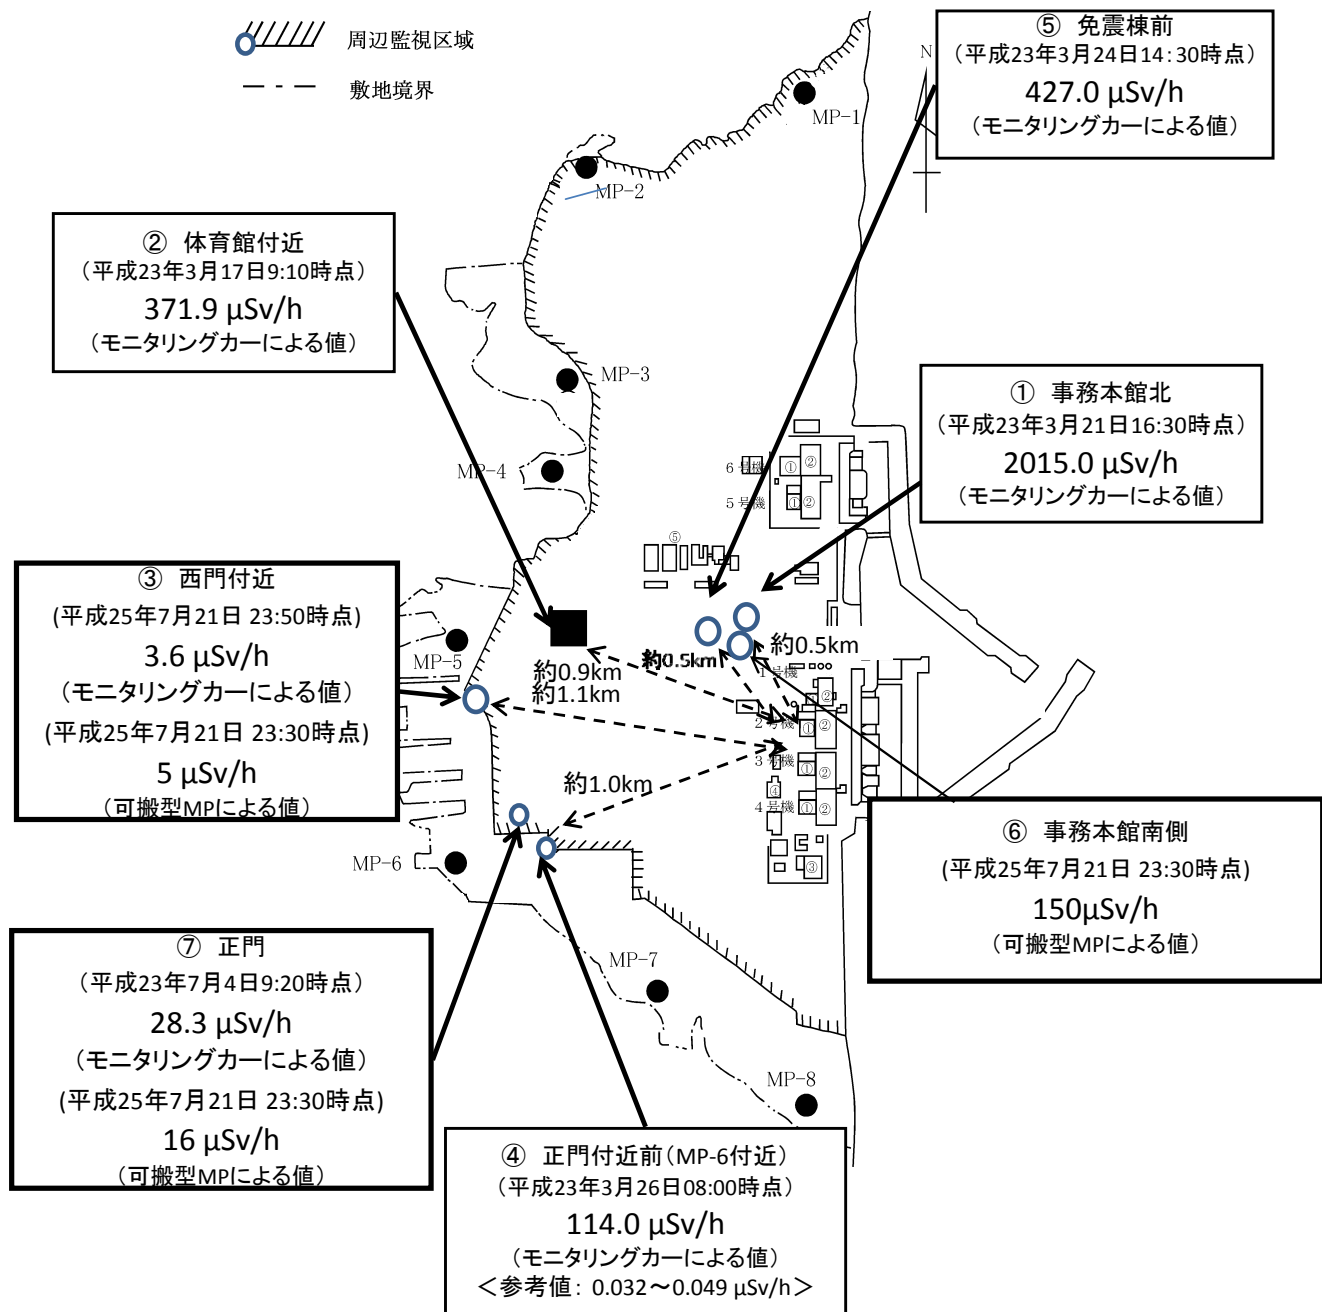 周辺監視区域
敷地境界
⑤ 免震棟前
（平成23年3月24日14:30時点）
427.0 μSv/h
（モニタリングカーによる値）
N
MP-1
MP-2
② 体育館付近
（平成23年3月17日9:10時点）
371.9 μSv/h
（モニタリングカーによる値）
MP-3
① 事務本館北
（平成23年3月21日16:30時点）
2015.0 μSv/h
（モニタリングカーによる値）
MP-4
6号機
① ②
5号機
① ②
⑤
③ 西門付近
(平成25年7月21日 23:50時点)
3.6 μSv/h
（モニタリングカーによる値）
(平成25年7月21日 23:30時点)
5 μSv/h
（可搬型MPによる値）
MP-5
約0.9km
約1.1km
約0.5km
約0.5km
1号機
②
2号機
① ②
3号機
① ②
④
4号機
① ②
③
約1.0km
MP-6
⑥ 事務本館南側
(平成25年7月21日 23:30時点)
150μSv/h
（可搬型MPによる値）
⑦ 正門
（平成23年7月4日9:20時点）
28.3 μSv/h
（モニタリングカーによる値）
(平成25年7月21日 23:30時点)
16 μSv/h
（可搬型MPによる値）
MP-7
MP-8
④ 正門付近前（MP-6付近）
（平成23年3月26日08:00時点）
114.0 μSv/h
（モニタリングカーによる値）
＜参考値： 0.032～0.049 μSv/h＞